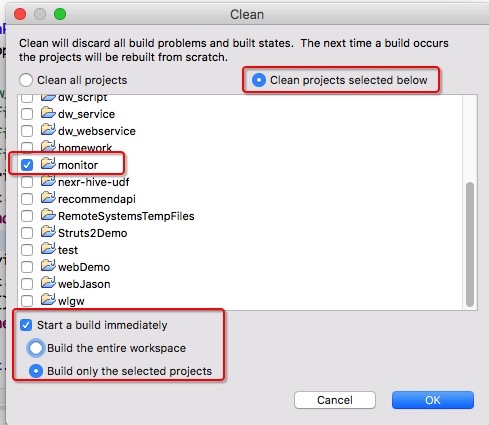 Clean
Clean will discard all build problems and built states. The next time a build occurs
the projects will be rebuilt from scratch.
Clean all projects
Clean projects selected below
dw_script
dw_service
dw_webservice
homework
monitor
nexr-hive-udf
recommendapi
RemoteSystemsTempFiles
Struts2Demo
test
webDemo
webJason
wlgw
Start a build immediately
Build the entire workspace
Build only the selected projects
Cancel
OK